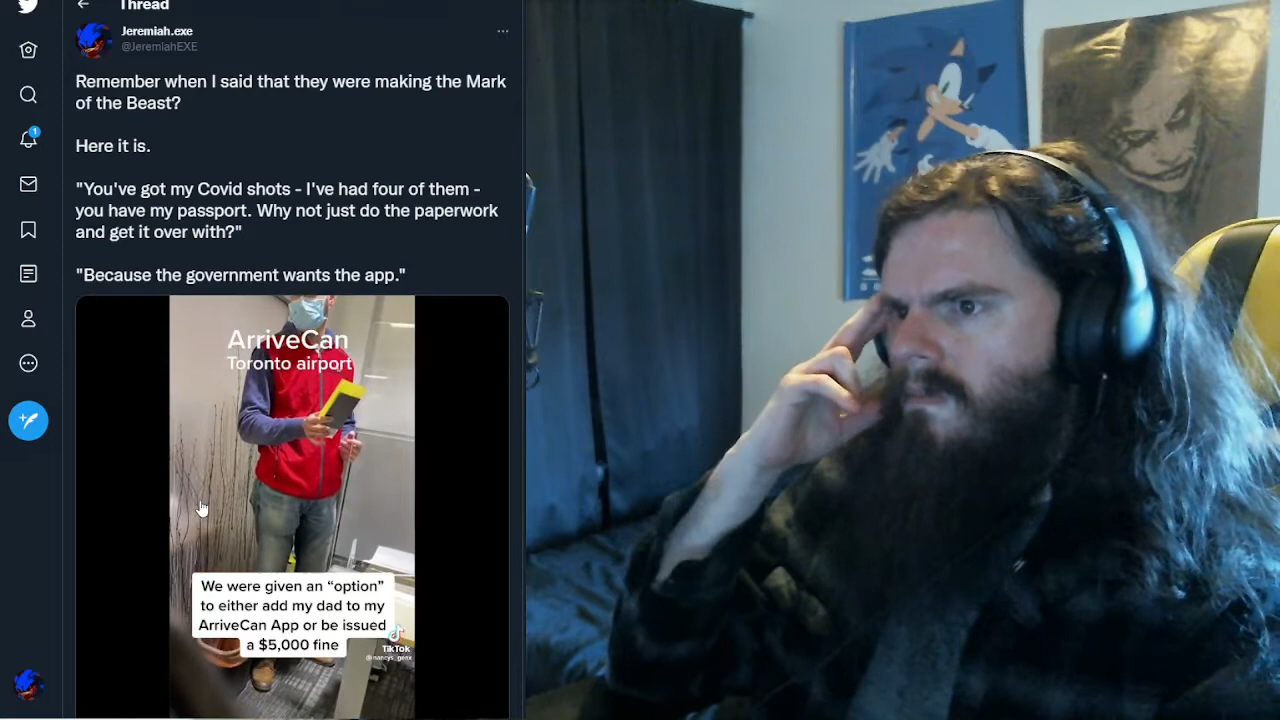 Thread
Jeremiah.exe
@JeremiahEXE
Remember when I said that they were making the Mark
of the Beast?
Here it is.
"You've got my Covid shots - I've had four of them -
you have my passport. Why not just do the paperwork
and get it over with?"
"Because the government wants the app."
ArriveCan
Toronto airport
We were given an “option”
to either add my dad to my
ArriveCan App or be issued
a $5,000 fine
TikTok
@nancys_genx
1